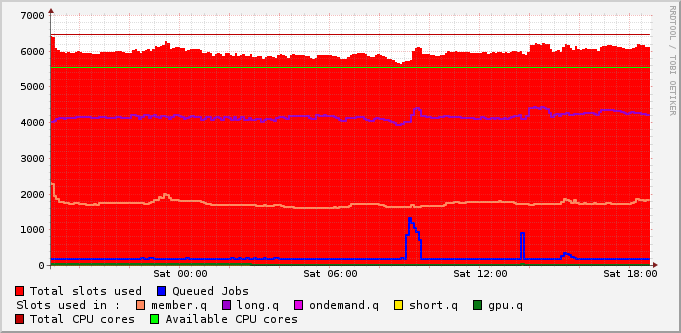 7000
6000
5000
4000
3000
2000
1000
0
Sat 00:00 Sat 06:00 Sat 12:00 Sat 18:00
Total slots used Queued Jobs
Slots used in : member.q long.q ondemand.q short.q gpu.q
Total CPU cores Available CPU cores
RRDTOOL / TOBI OETIKER